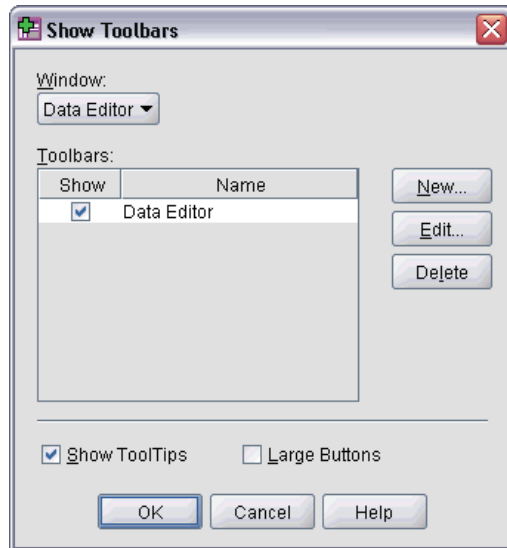 Show Toolbars
Window:
Data Editor
Toolbars:
Show Name
Data Editor
New...
Edit...
Delete
Show ToolTips Large Buttons
OK Cancel Help